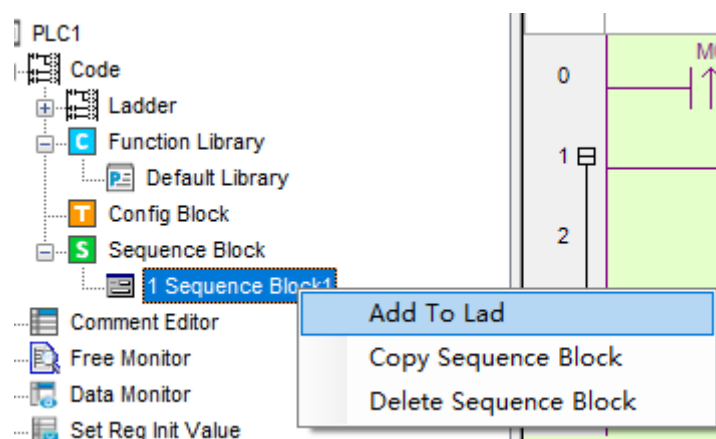 PLC1
Code
Ladder
C Function Library
P Default Library
T Config Block
S Sequence Block
1 Sequence Block1
Comment Editor
Free Monitor
Data Monitor
Set Reg Init Value
Add To Lad
Copy Sequence Block
Delete Sequence Block
0
1
2